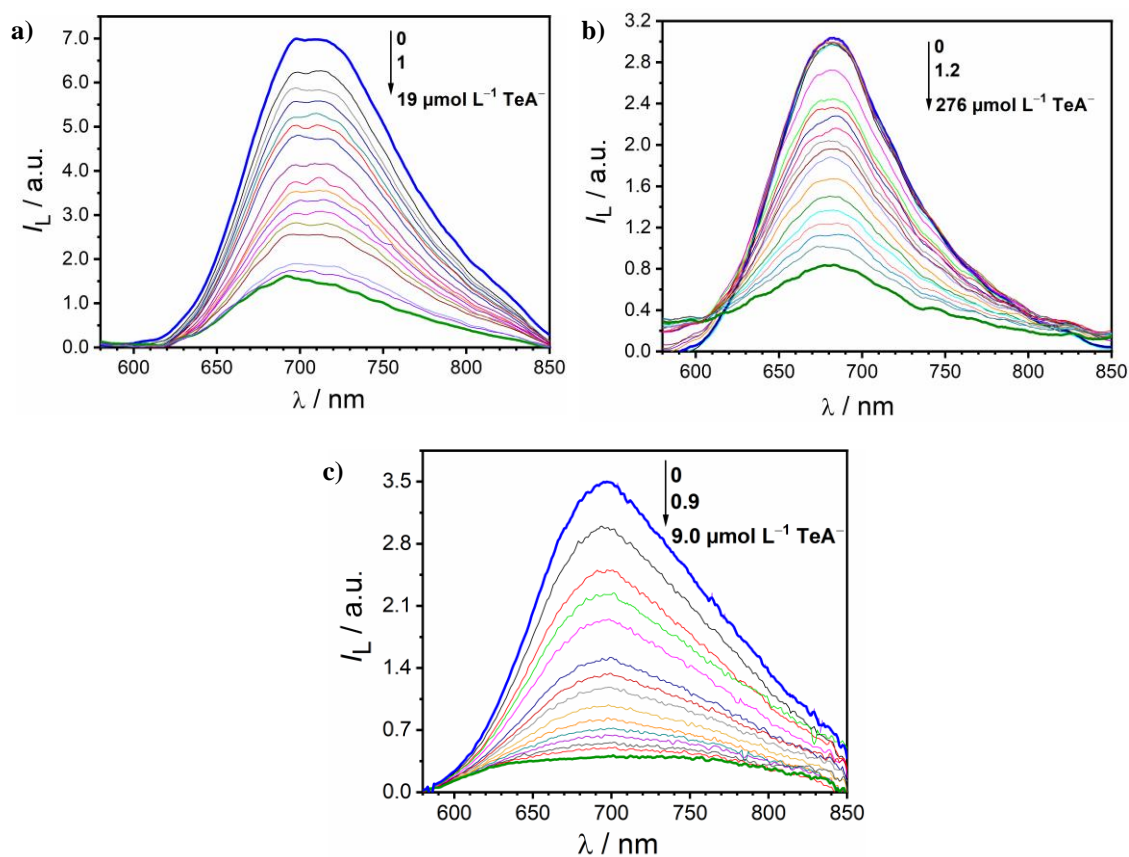 a)
I_L / a.u.
7.0
6.0
5.0
4.0
3.0
2.0
1.0
0.0
0
1
19 µmol L⁻¹ TeA⁻
600 650 700 750 800 850
λ / nm
b)
I_L / a.u.
3.2
2.8
2.4
2.0
1.6
1.2
0.8
0.4
0.0
0
1.2
276 µmol L⁻¹ TeA⁻
600 650 700 750 800 850
λ / nm
c)
I_L / a.u.
3.5
2.8
2.1
1.4
0.7
0.0
0
0.9
9.0 µmol L⁻¹ TeA⁻
600 650 700 750 800 850
λ / nm